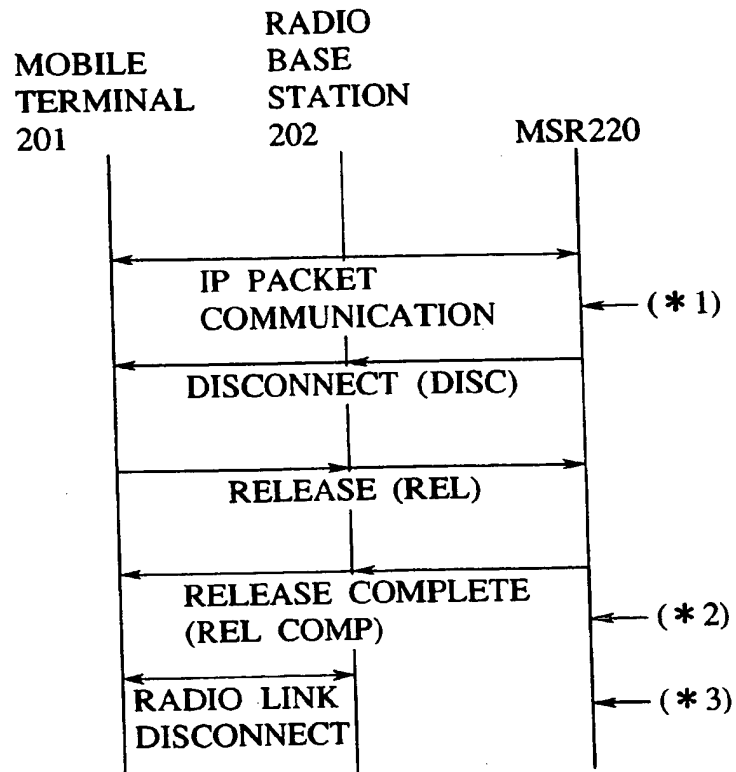 MOBILE
TERMINAL
201
RADIO
BASE
STATION
202
MSR220
IP PACKET
COMMUNICATION
(*1)
DISCONNECT (DISC)
RELEASE (REL)
RELEASE COMPLETE
(REL COMP)
(*2)
RADIO LINK
DISCONNECT
(*3)